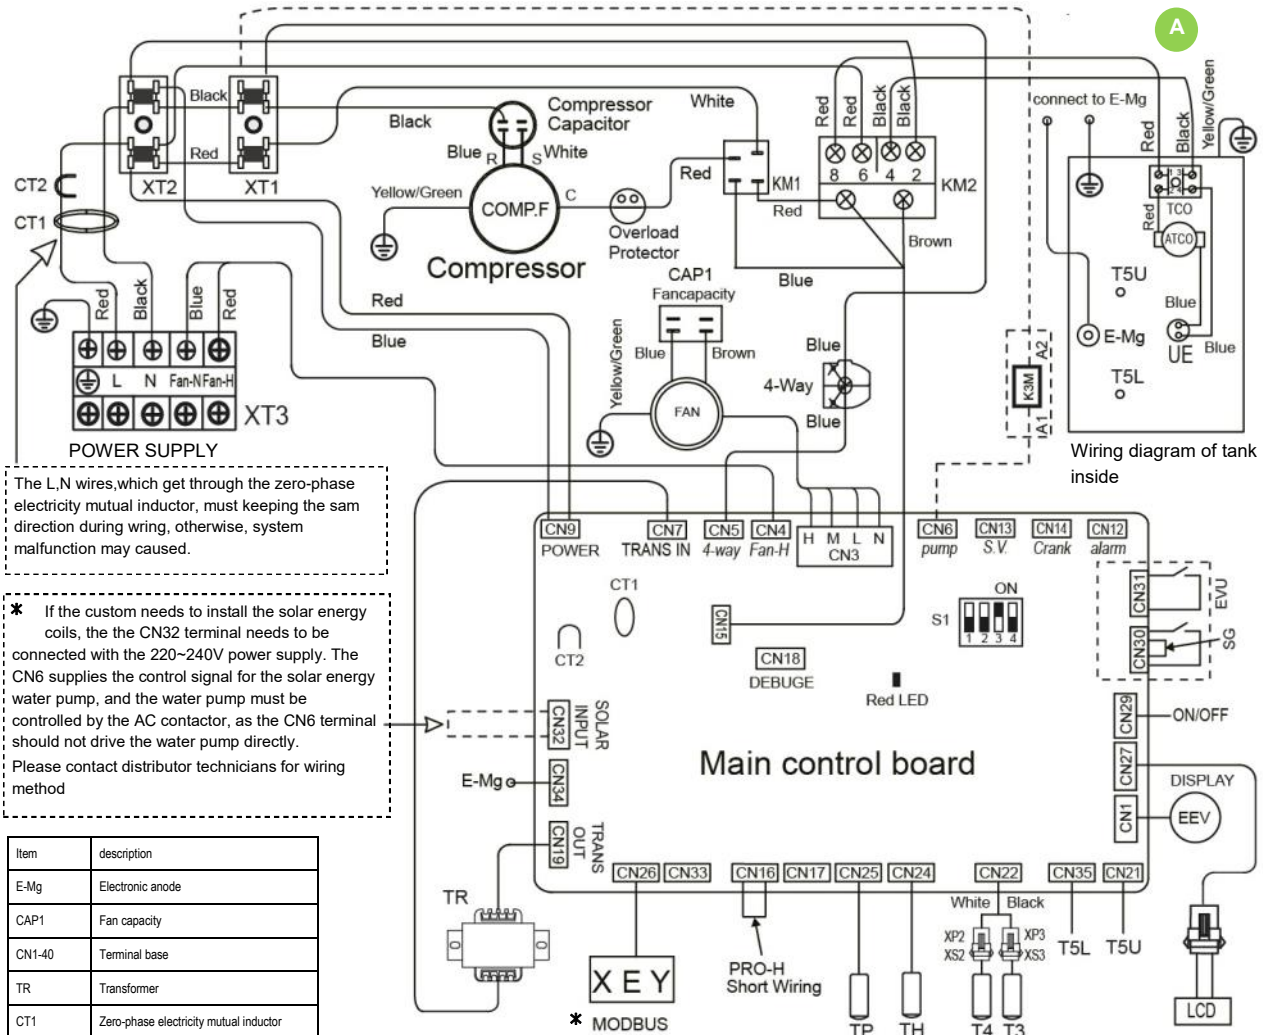 A
Black
Red
XT2
XT1
CT2
CT1
Black
Compressor
Capacitor
Blue
R
S
White
Yellow/Green
COMP.F
C
Compressor
Overload
Protector
White
Red
KM1
Red
Red
Red
Black
Black
8
6
4
2
KM2
Brown
Blue
connect to E-Mg
Red
Black
Yellow/Green
1
3
2
4
TCO
Red
ATCO
T5U
Blue
E-Mg
UE
Blue
T5L
Wiring diagram of tank
inside
Red
Black
Blue
Red
L
N
Fan-N
Fan-H
XT3
POWER SUPPLY
Red
Blue
CAP1
Fancapacity
Blue
Brown
Yellow/Green
FAN
Blue
4-Way
Blue
A2
K3M
A1
The L,N wires,which get through the zero-phase
electricity mutual inductor, must keeping the sam
direction during wring, otherwise, system
malfunction may caused.
* If the custom needs to install the solar energy
coils, the the CN32 terminal needs to be
connected with the 220~240V power supply. The
CN6 supplies the control signal for the solar energy
water pump, and the water pump must be
controlled by the AC contactor, as the CN6 terminal
should not drive the water pump directly.
Please contact distributor technicians for wiring
method
CN9
POWER
CN7
TRANS IN
CN5
4-way
CN4
Fan-H
H M L N
CN3
CN6
pump
CN13
S.V.
CN14
Crank
CN12
alarm
CT1
CT2
CN15
CN18
DEBUGE
S1
ON
1 2 3 4
Red LED
CN31
EVU
CN30
SG
CN29
ON/OFF
CN27
DISPLAY
CN1
EEV
CN32
SOLAR
INPUT
E-Mg
CN34
CN19
TRANS
OUT
Main control board
CN26
CN33
CN16
CN17
CN25
CN24
CN22
CN35
CN21
White
Black
XP2
XS2
XP3
XS3
T5L
T5U
TR
XEY
* MODBUS
PRO-H
Short Wiring
TP
TH
T4
T3
LCD
Item description
E-Mg Electronic anode
CAP1 Fan capacity
CN1-40 Terminal base
TR Transformer
CT1 Zero-phase electricity mutual inductor